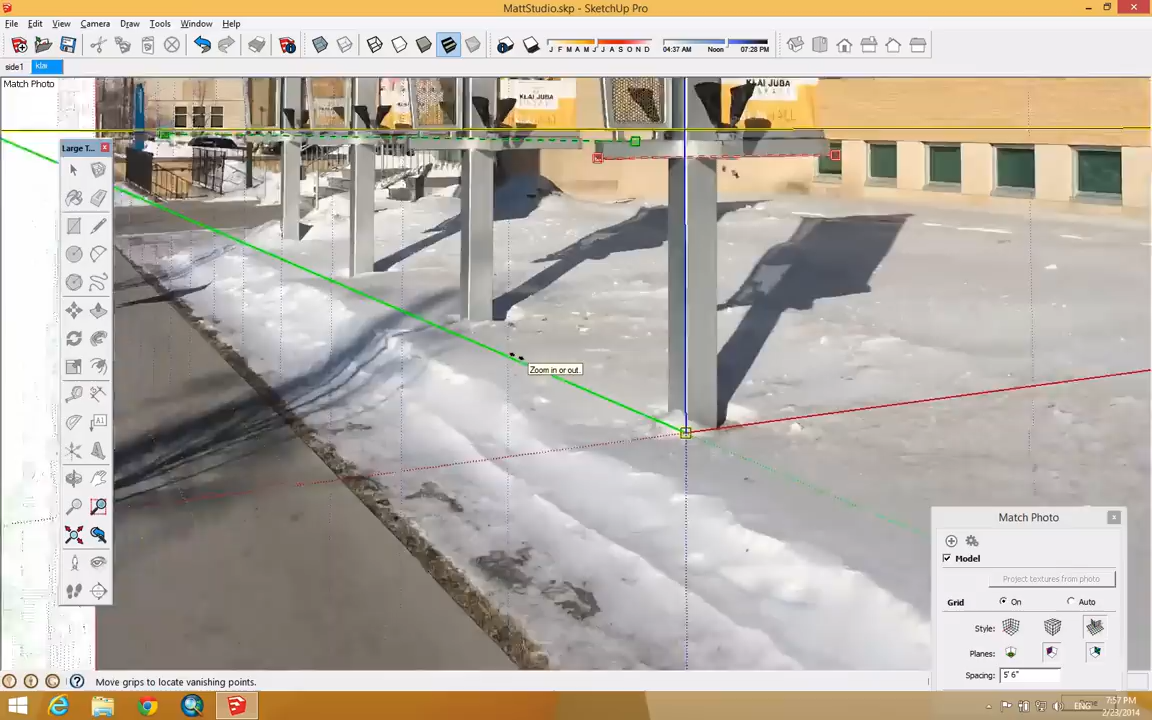 MattStudio.skp - SketchUp Pro
File Edit View Camera Draw Tools Window Help
J F M A M J J A S O N D 04:37 AM Noon 07:28 PM
side1 klai
Match Photo
Large T...
KLAI JUBA
KLAI JUBA
Zoom in or out.
Match Photo
Model
Project textures from photo
Grid On Auto
Style:
Planes:
Spacing: 5' 6"
Move grips to locate vanishing points.
ENG
7:57 PM
2/23/2014